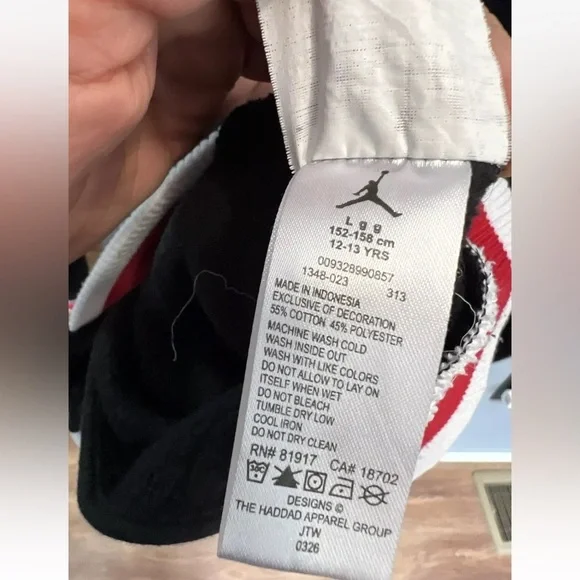 L g g
152-158 cm
12-13 YRS
009328990857
1348-023 313
MADE IN INDONESIA
EXCLUSIVE OF DECORATION
55% COTTON 45% POLYESTER
MACHINE WASH COLD
WASH INSIDE OUT
WASH WITH LIKE COLORS
DO NOT ALLOW TO LAY ON
ITSELF WHEN WET
DO NOT BLEACH
TUMBLE DRY LOW
COOL IRON
DO NOT DRY CLEAN
RN# 81917 CA# 18702
DESIGNS ©
THE HADDAD APPAREL GROUP
JTW
0326